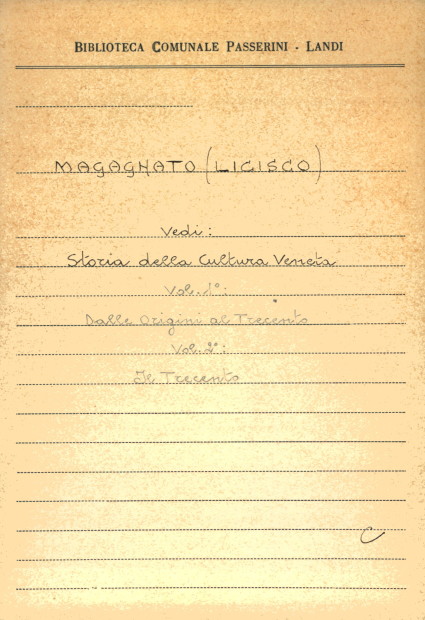 BIBLIOTECA COMUNALE PASSERINI - LANDI
MAGAGNATO (LICISCO)
Vedi:
Storia della Cultura Veneta
Vol. 1°:
Dalle Origini al Trecento
Vol. 2°:
Il Trecento
C